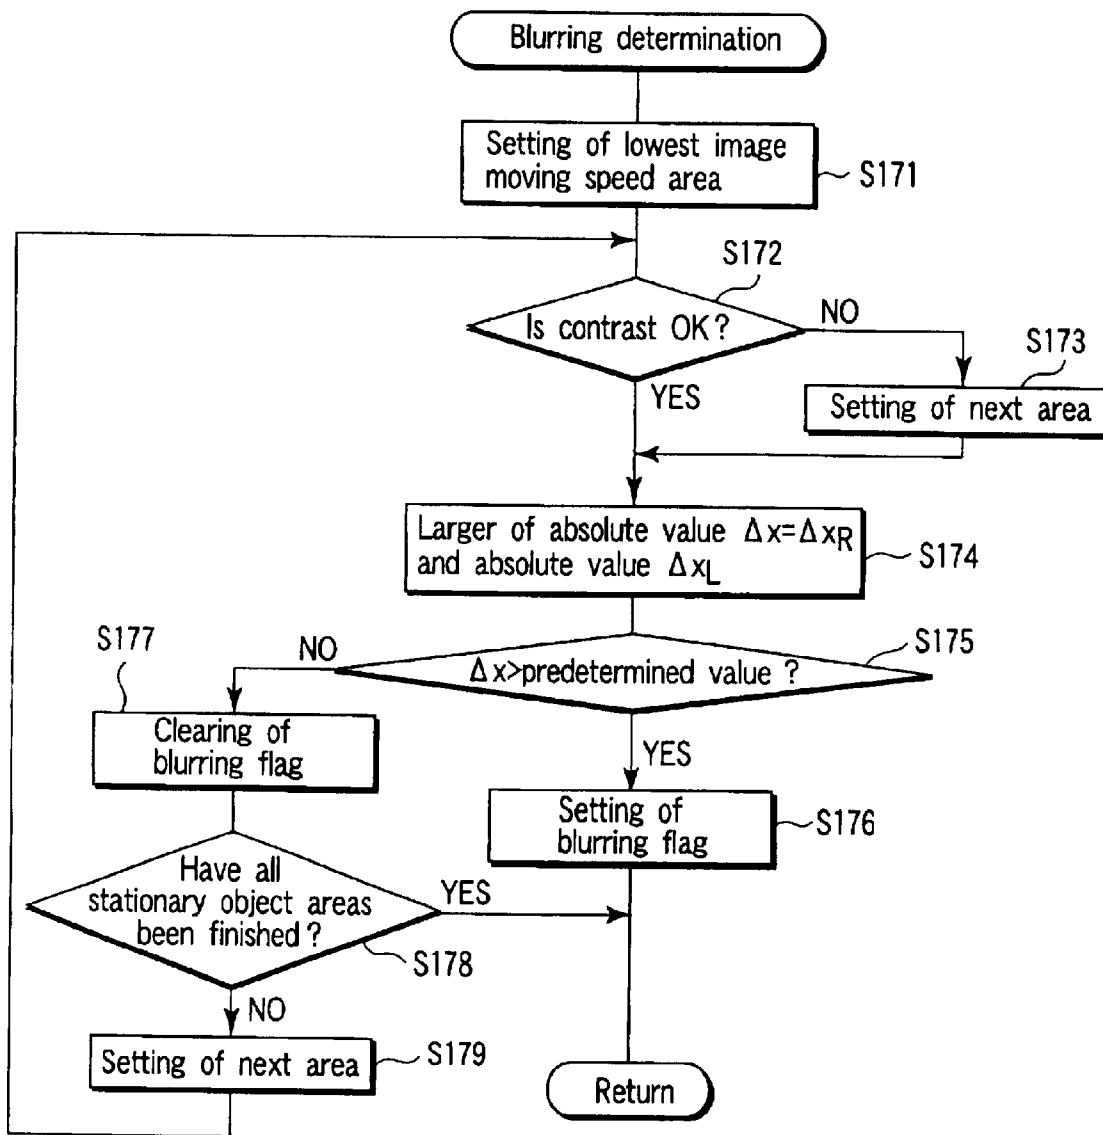 Blurring determination
Setting of lowest image
moving speed area
S171
S172
Is contrast OK?
NO
YES
S173
Setting of next area
Larger of absolute value Δx=ΔxR
and absolute value ΔxL
S174
S175
Δx>predetermined value ?
NO
YES
S177
Clearing of
blurring flag
Setting of
blurring flag
S176
Have all
stationary object areas
been finished?
YES
S178
NO
Setting of next area
S179
Return